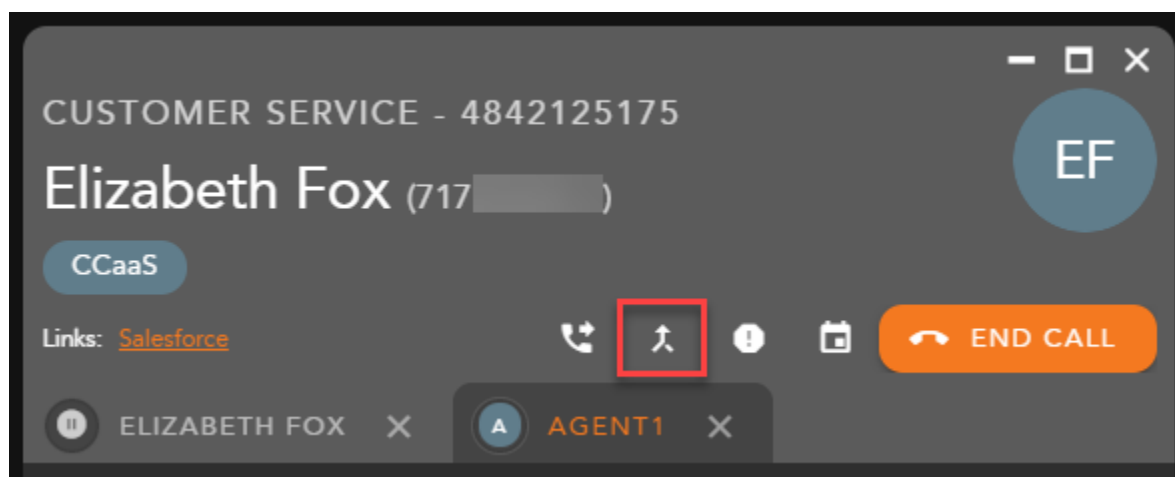 CUSTOMER SERVICE - 4842125175
EF
Elizabeth Fox (717 )
CCaaS
Links: Salesforce
END CALL
ELIZABETH FOX
A AGENT1